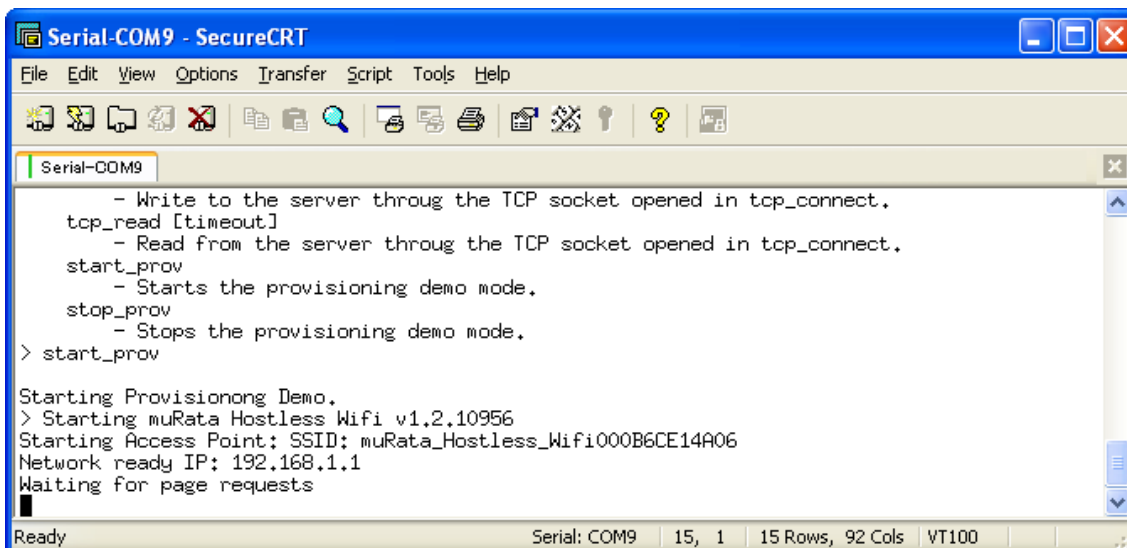 Serial-COM9 - SecureCRT
File Edit View Options Transfer Script Tools Help
Serial-COM9
- Write to the server throug the TCP socket opened in tcp_connect.
tcp_read [timeout]
- Read from the server throug the TCP socket opened in tcp_connect.
start_prov
- Starts the provisioning demo mode.
stop_prov
- Stops the provisioning demo mode.
> start_prov
Starting Provisionong Demo.
> Starting muRata Hostless Wifi v1.2.10956
Starting Access Point: SSID: muRata_Hostless_Wifi000B6CE14A06
Network ready IP: 192.168.1.1
Waiting for page requests
Ready Serial: COM9 15, 1 15 Rows, 92 Cols VT100